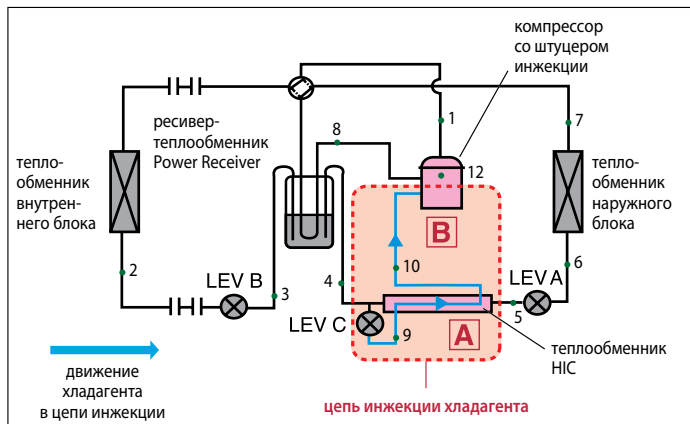 компрессор
со штуцером
инжекции
1
7
8
ресивер-
теплообменник
Power Receiver
тепло-
обменник
внутрен-
него блока
12
тепло-
обменник
наружного
блока
B
2
10
6
LEV B
3
4
LEV A
5
LEV C
9
A
теплообменник
HIC
движение
хладагента
в цепи инжекции
цепь инжекции хладагента